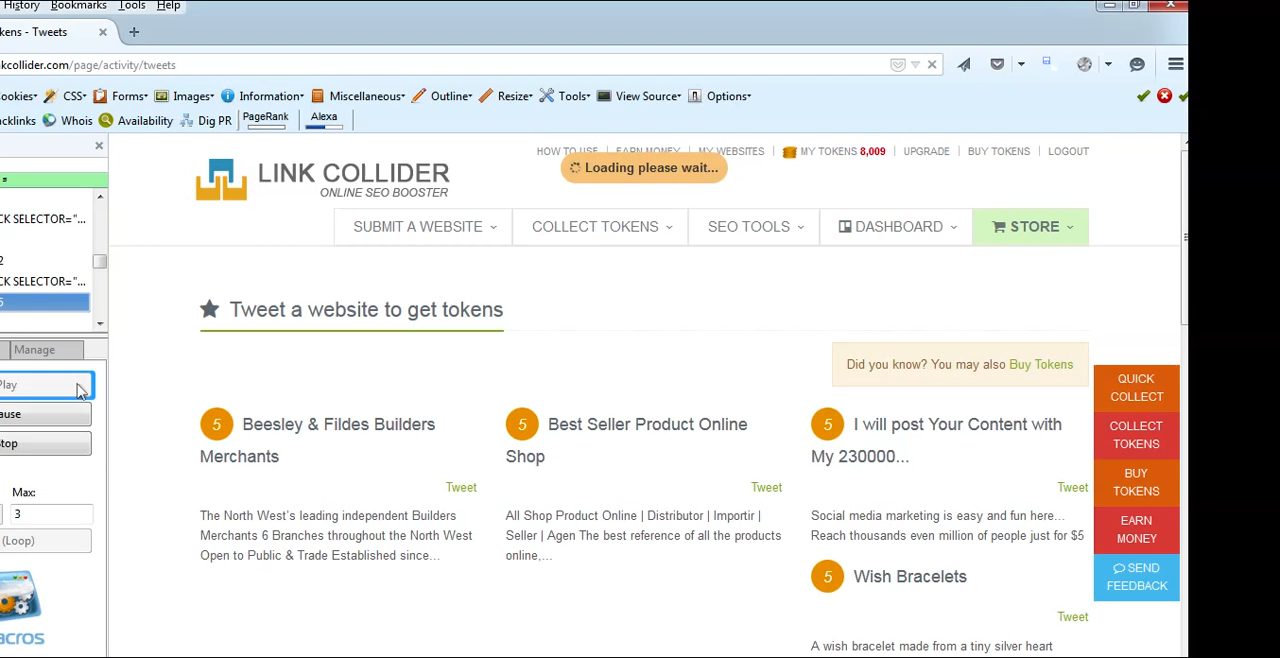 History Bookmarks Tools Help
kens - Tweets
nkcollider.com/page/activity/tweets
ookies CSS Forms Images Information Miscellaneous Outline Resize Tools View Source Options
acklinks Whois Availability Dig PR PageRank Alexa
HOW TO USE EARN MONEY MY WEBSITES MY TOKENS 8,009 UPGRADE BUY TOKENS LOGOUT
Loading please wait...
LINK COLLIDER
ONLINE SEO BOOSTER
SUBMIT A WEBSITE COLLECT TOKENS SEO TOOLS DASHBOARD STORE
CK SELECTOR="...
2
CK SELECTOR="...
5
Manage
Play
ause
top
Max:
3
(Loop)
acros
Tweet a website to get tokens
Did you know? You may also Buy Tokens
5 Beesley & Fildes Builders
Merchants
Tweet
The North West's leading independent Builders
Merchants 6 Branches throughout the North West
Open to Public & Trade Established since...
5 Best Seller Product Online
Shop
Tweet
All Shop Product Online | Distributor | Importir |
Seller | Agen The best reference of all the products
online,...
5 I will post Your Content with
My 230000...
Tweet
Social media marketing is easy and fun here...
Reach thousands even million of people just for $5
5 Wish Bracelets
Tweet
A wish bracelet made from a tiny silver heart
QUICK
COLLECT
COLLECT
TOKENS
BUY
TOKENS
EARN
MONEY
SEND
FEEDBACK